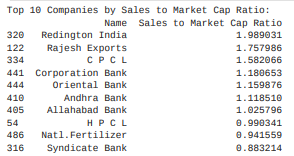 Top 10 Companies by Sales to Market Cap Ratio:
Name Sales to Market Cap Ratio
320 Redington India 1.989031
122 Rajesh Exports 1.757986
334 C P C L 1.582066
441 Corporation Bank 1.180653
444 Oriental Bank 1.159876
410 Andhra Bank 1.118510
405 Allahabad Bank 1.025796
54 H P C L 0.990341
486 Natl.Fertilizer 0.941559
316 Syndicate Bank 0.883214